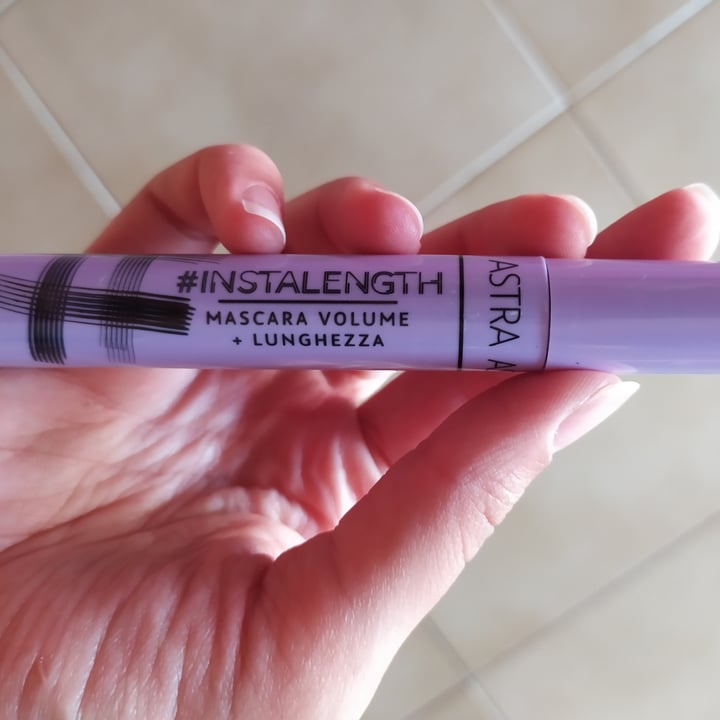 #INSTALENGTH
MASCARA VOLUME
+ LUNGHEZZA
ASTRA